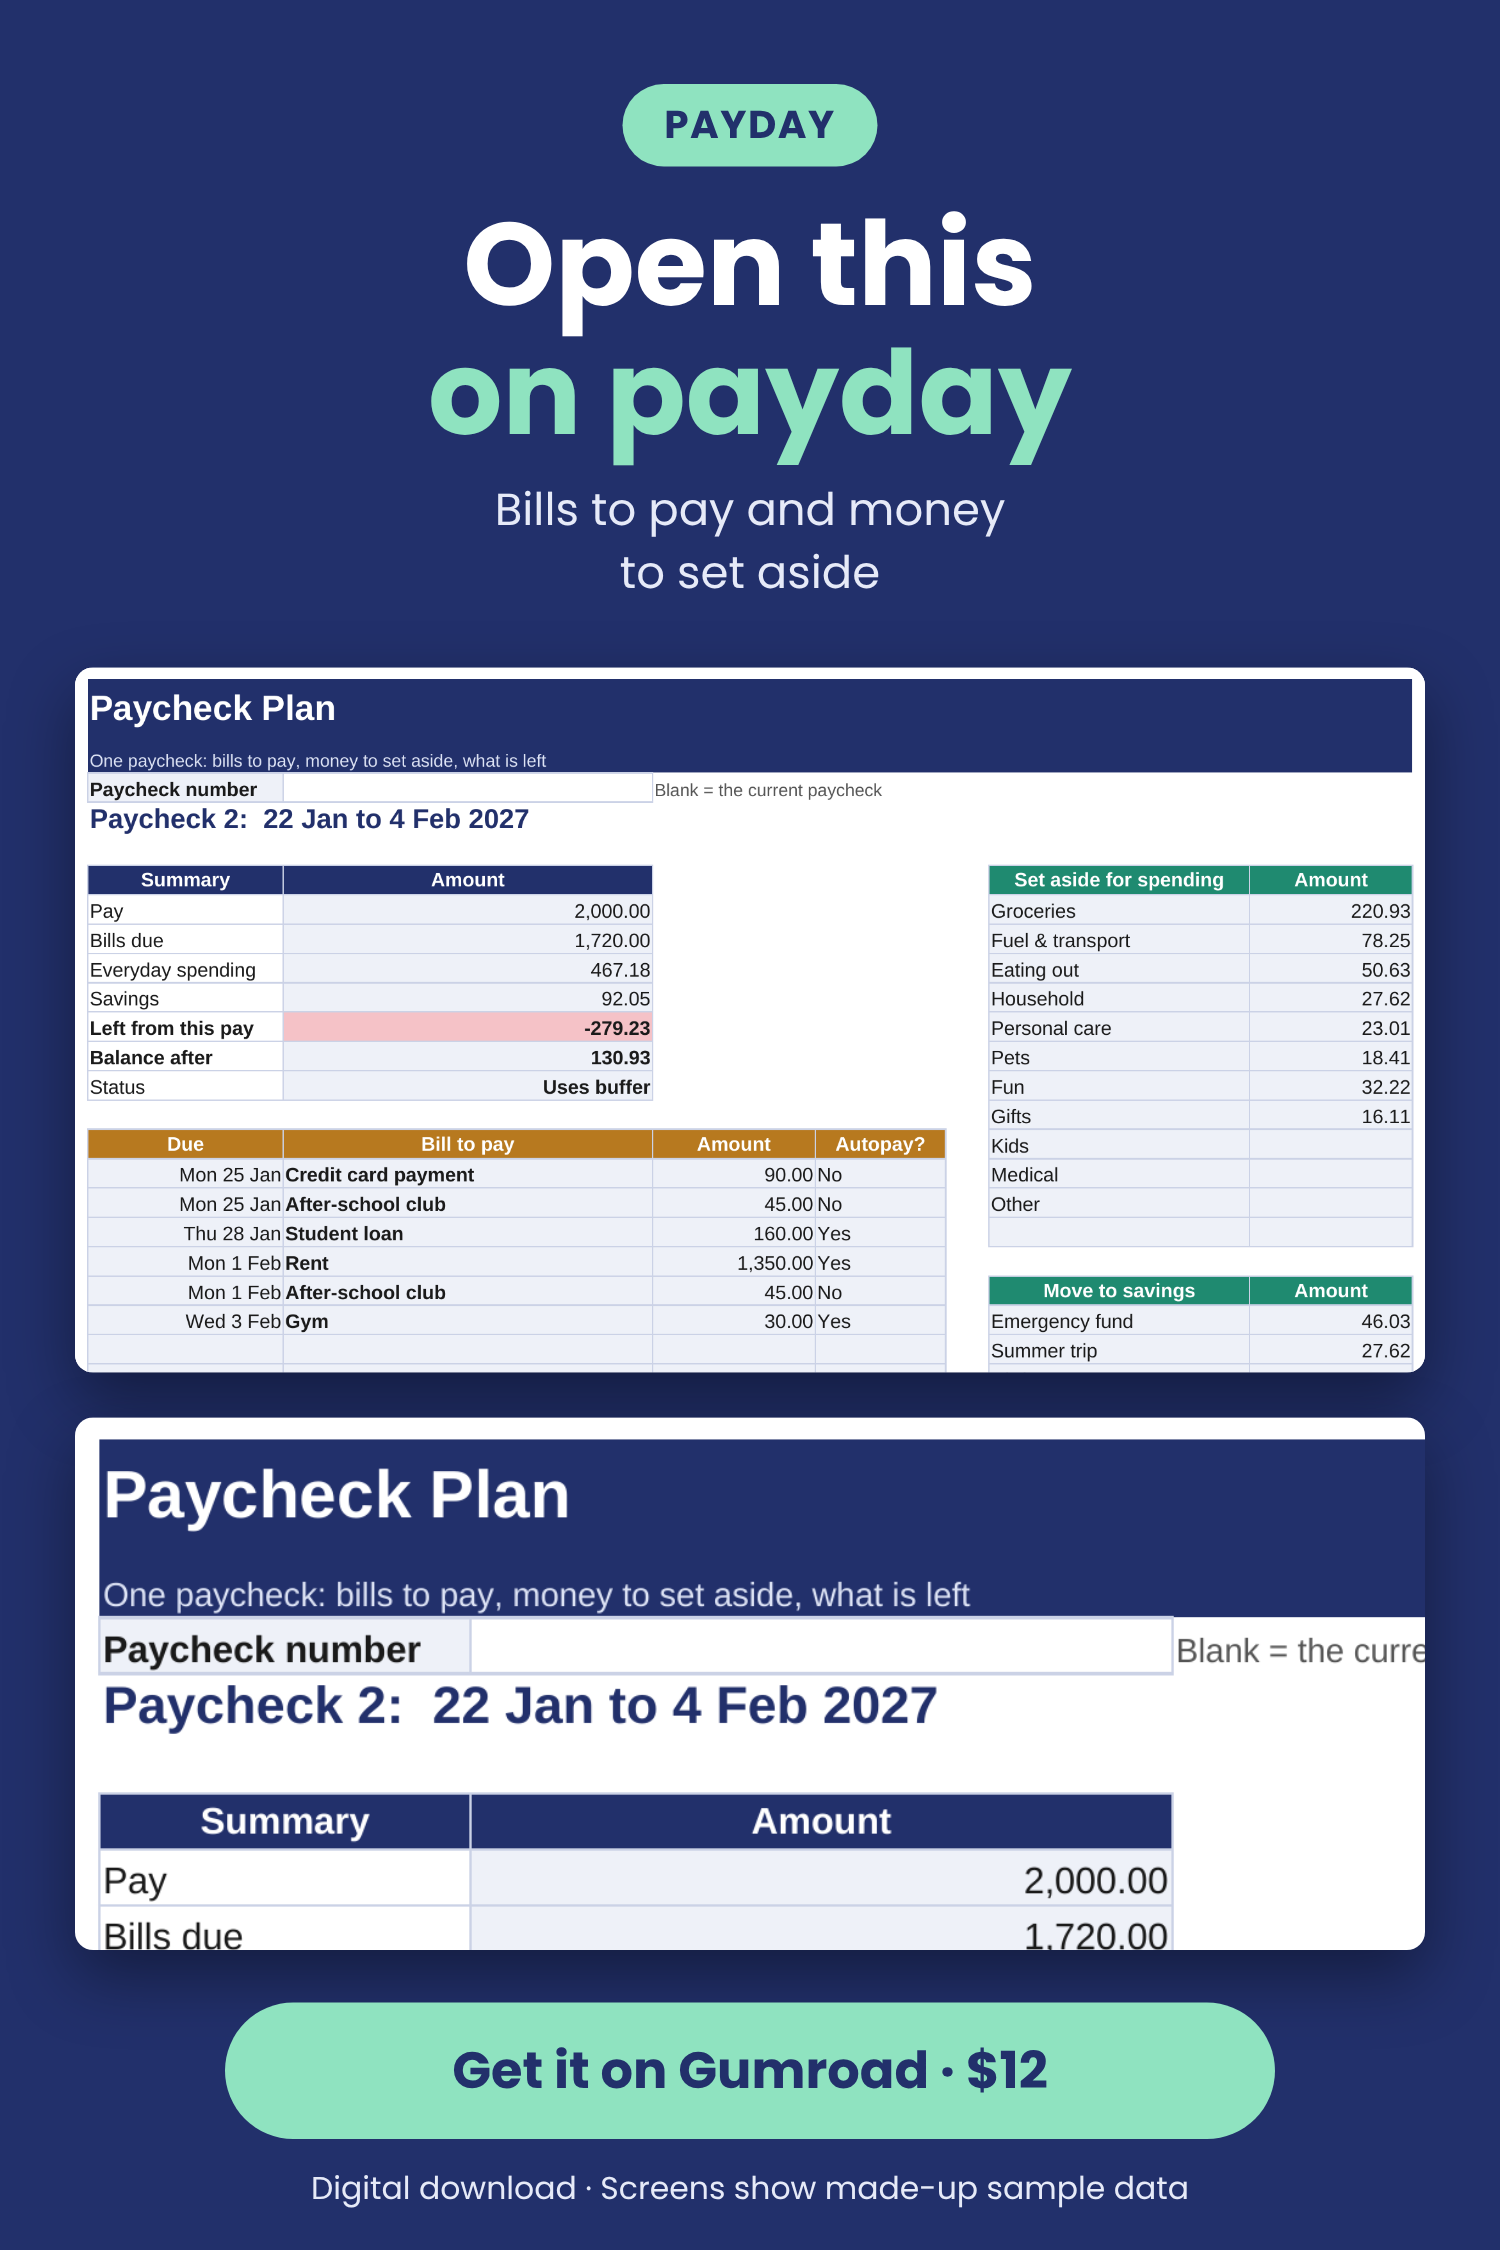 PAYDAY
Open this
on payday
Bills to pay and money
to set aside
Paycheck Plan
One paycheck: bills to pay, money to set aside, what is left
Paycheck number Blank = the current paycheck
Paycheck 2: 22 Jan to 4 Feb 2027
Summary Amount
Pay 2,000.00
Bills due 1,720.00
Everyday spending 467.18
Savings 92.05
Left from this pay -279.23
Balance after 130.93
Status Uses buffer
Due Bill to pay Amount Autopay?
Mon 25 Jan Credit card payment 90.00 No
Mon 25 Jan After-school club 45.00 No
Thu 28 Jan Student loan 160.00 Yes
Mon 1 Feb Rent 1,350.00 Yes
Mon 1 Feb After-school club 45.00 No
Wed 3 Feb Gym 30.00 Yes
Set aside for spending Amount
Groceries 220.93
Fuel & transport 78.25
Eating out 50.63
Household 27.62
Personal care 23.01
Pets 18.41
Fun 32.22
Gifts 16.11
Kids
Medical
Other
Move to savings Amount
Emergency fund 46.03
Summer trip 27.62
Paycheck Plan
One paycheck: bills to pay, money to set aside, what is left
Paycheck number Blank = the curre
Paycheck 2: 22 Jan to 4 Feb 2027
Summary Amount
Pay 2,000.00
Bills due 1,720.00
Get it on Gumroad · $12
Digital download · Screens show made-up sample data